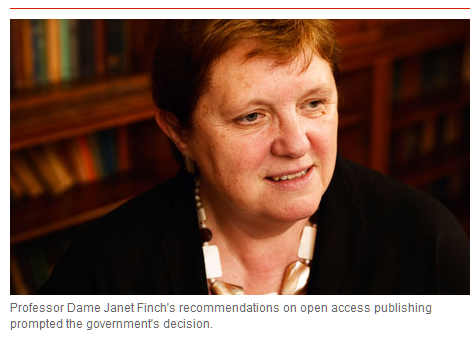 Professor Dame Janet Finch's recommendations on open access publishing
prompted the government's decision.